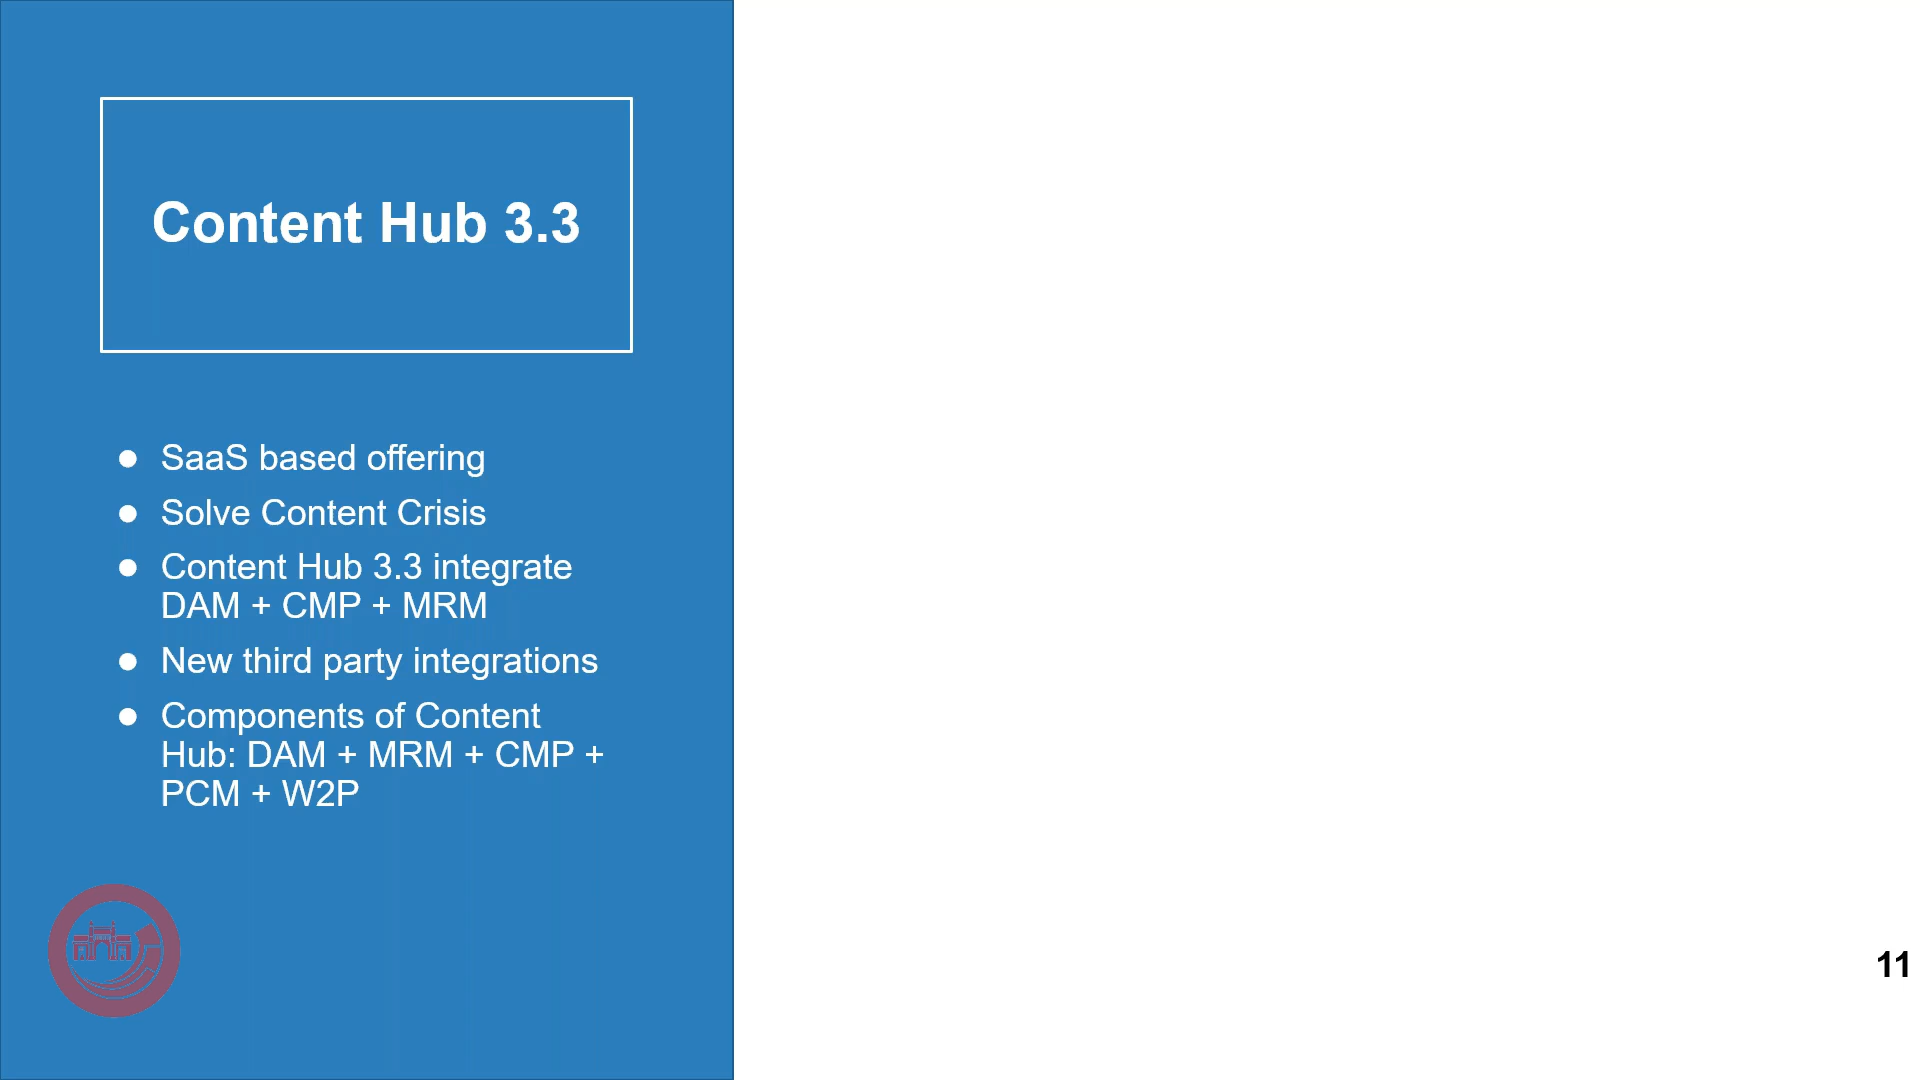 Content Hub 3.3
● SaaS based offering
● Solve Content Crisis
● Content Hub 3.3 integrate
DAM + CMP + MRM
● New third party integrations
● Components of Content
Hub: DAM + MRM + CMP +
PCM + W2P
11